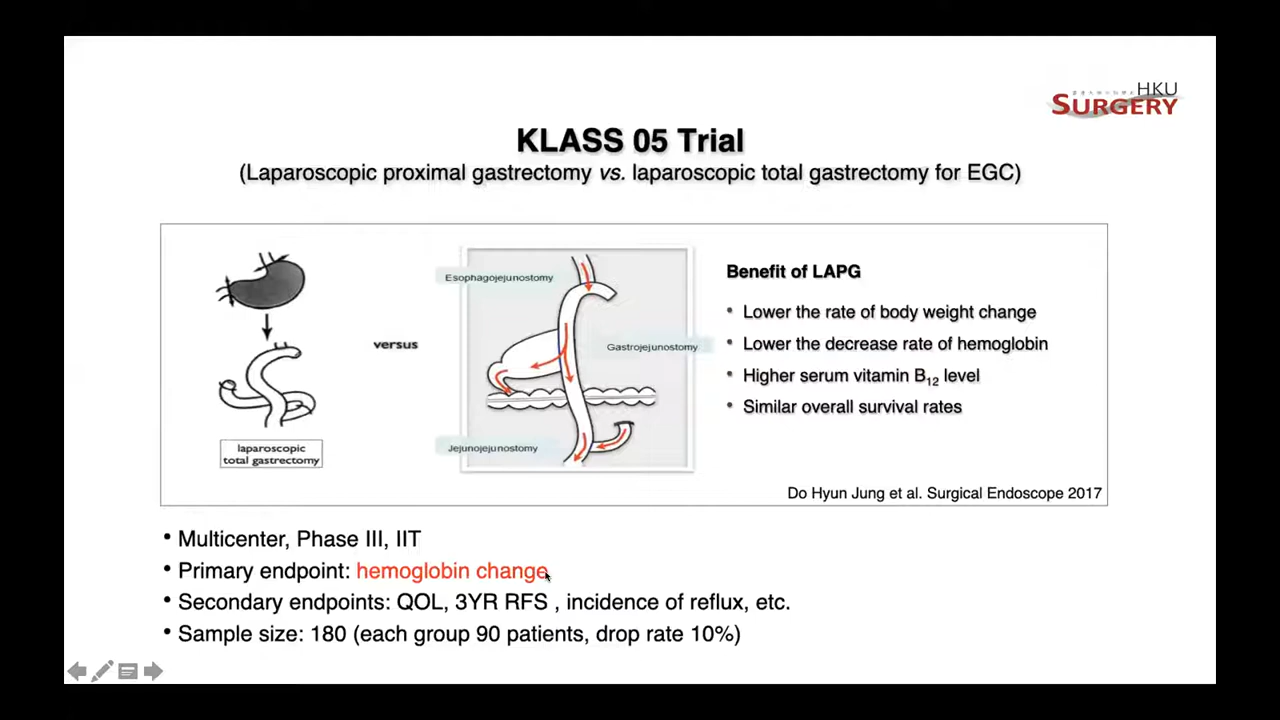 HKU
SURGERY
KLASS 05 Trial
(Laparoscopic proximal gastrectomy vs. laparoscopic total gastrectomy for EGC)
laparoscopic
total gastrectomy
versus
Esophagojejunostomy
Gastrojejunostomy
Jejunojejunostomy
Benefit of LAPG
• Lower the rate of body weight change
• Lower the decrease rate of hemoglobin
• Higher serum vitamin B12 level
• Similar overall survival rates
Do Hyun Jung et al. Surgical Endoscope 2017
• Multicenter, Phase III, IIT
• Primary endpoint: hemoglobin change
• Secondary endpoints: QOL, 3YR RFS , incidence of reflux, etc.
• Sample size: 180 (each group 90 patients, drop rate 10%)